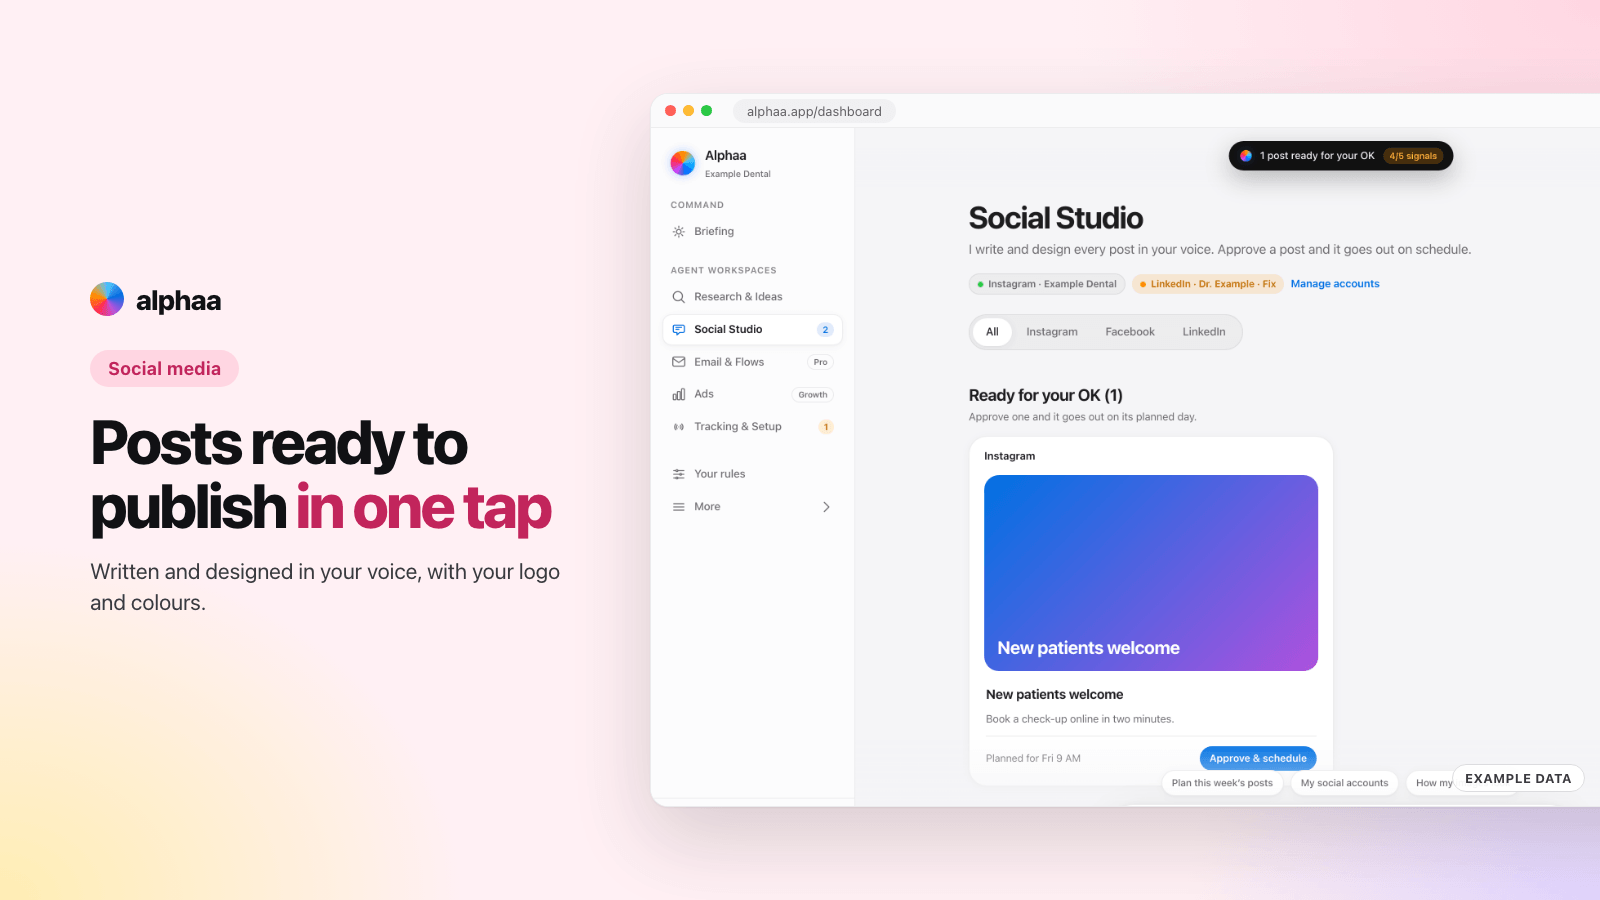 alphaa
Social media
Posts ready to
publish in one tap
Written and designed in your voice, with your logo
and colours.
alphaa.app/dashboard
Alphaa
Example Dental
COMMAND
Briefing
AGENT WORKSPACES
Research & Ideas
Social Studio 2
Email & Flows Pro
Ads Growth
Tracking & Setup 1
Your rules
More
1 post ready for your OK 4/5 signals
Social Studio
I write and design every post in your voice. Approve a post and it goes out on schedule.
Instagram · Example Dental LinkedIn · Dr. Example · Fix Manage accounts
All Instagram Facebook LinkedIn
Ready for your OK (1)
Approve one and it goes out on its planned day.
Instagram
New patients welcome
New patients welcome
Book a check-up online in two minutes.
Planned for Fri 9 AM Approve & schedule
Plan this week's posts My social accounts How my
EXAMPLE DATA